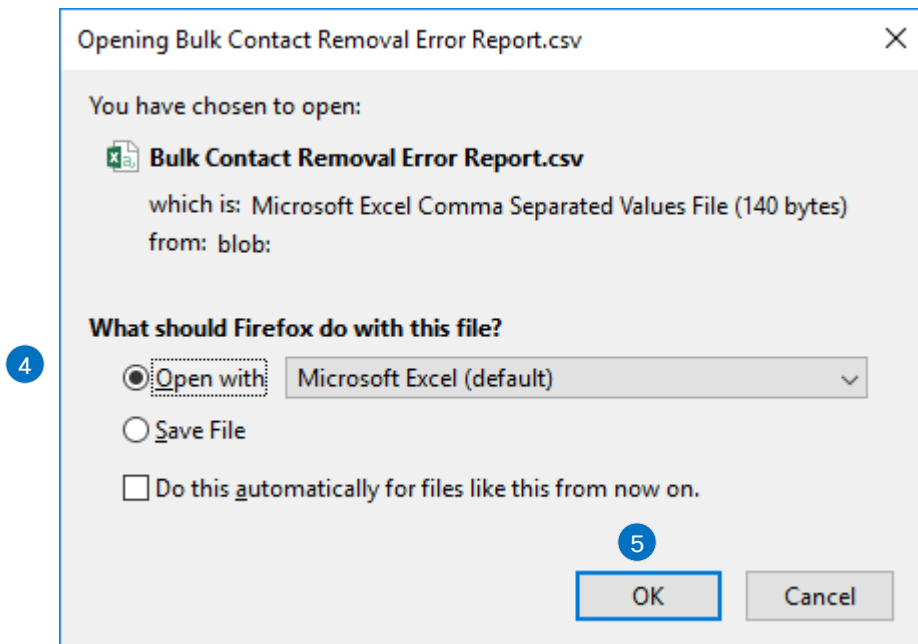 Opening Bulk Contact Removal Error Report.csv
You have chosen to open:
Bulk Contact Removal Error Report.csv
which is: Microsoft Excel Comma Separated Values File (140 bytes)
from: blob:
What should Firefox do with this file?
4
Open with Microsoft Excel (default)
Save File
Do this automatically for files like this from now on.
5
OK Cancel